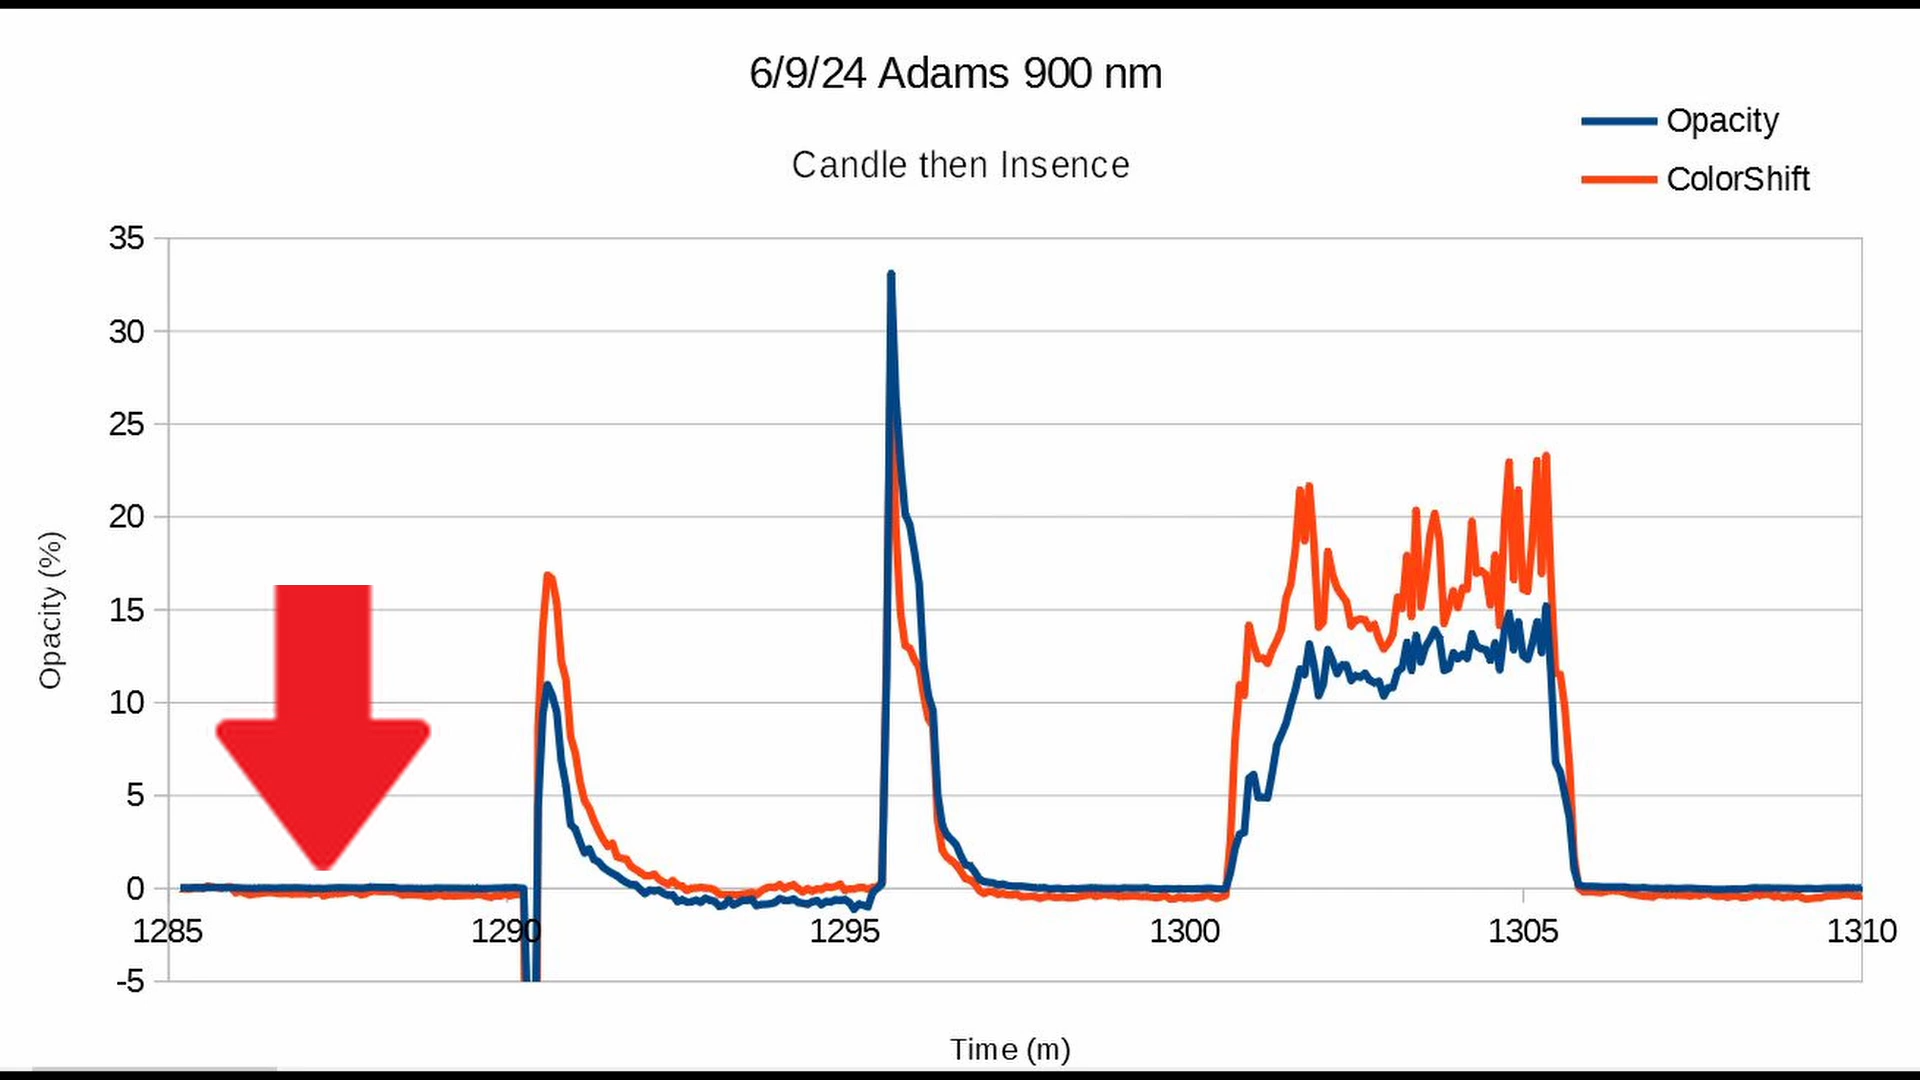 6/9/24 Adams 900 nm
Candle then Insence
Opacity
ColorShift
35
30
25
20
15
10
5
0
-5
Opacity (%)
1285 1290 1295 1300 1305 1310
Time (m)